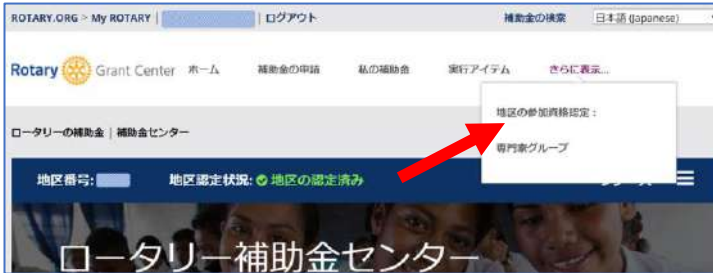 ROTARY.ORG > My ROTARY | | ログアウト 補助金の検索 日本語 (Japanese)
Rotary Grant Center ホーム 補助金の申請 私の補助金 実行アイテム さらに表示...
地区の参加資格認定：
専門家グループ
ロータリーの補助金 | 補助金センター
地区番号: 地区認定状況: 地区の認定済み
ロータリー補助金センター